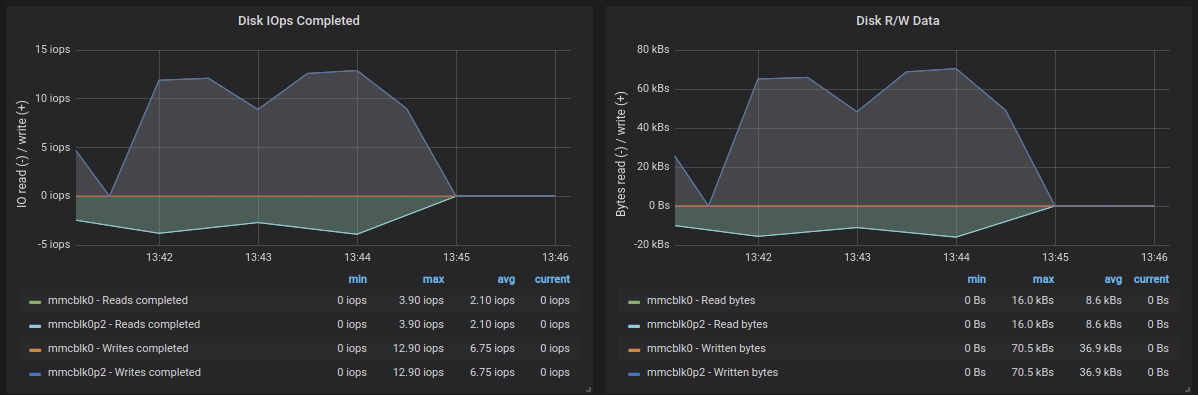 Disk IOps Completed
IO read (-) / write (+)
15 iops
10 iops
5 iops
0 iops
-5 iops
13:42 13:43 13:44 13:45 13:46
min max avg current
mmcblk0 - Reads completed 0 iops 3.90 iops 2.10 iops 0 iops
mmcblk0p2 - Reads completed 0 iops 3.90 iops 2.10 iops 0 iops
mmcblk0 - Writes completed 0 iops 12.90 iops 6.75 iops 0 iops
mmcblk0p2 - Writes completed 0 iops 12.90 iops 6.75 iops 0 iops
Disk R/W Data
Bytes read (-) / write (+)
80 kBs
60 kBs
40 kBs
20 kBs
0 Bs
-20 kBs
13:42 13:43 13:44 13:45 13:46
min max avg current
mmcblk0 - Read bytes 0 Bs 16.0 kBs 8.6 kBs 0 Bs
mmcblk0p2 - Read bytes 0 Bs 16.0 kBs 8.6 kBs 0 Bs
mmcblk0 - Written bytes 0 Bs 70.5 kBs 36.9 kBs 0 Bs
mmcblk0p2 - Written bytes 0 Bs 70.5 kBs 36.9 kBs 0 Bs